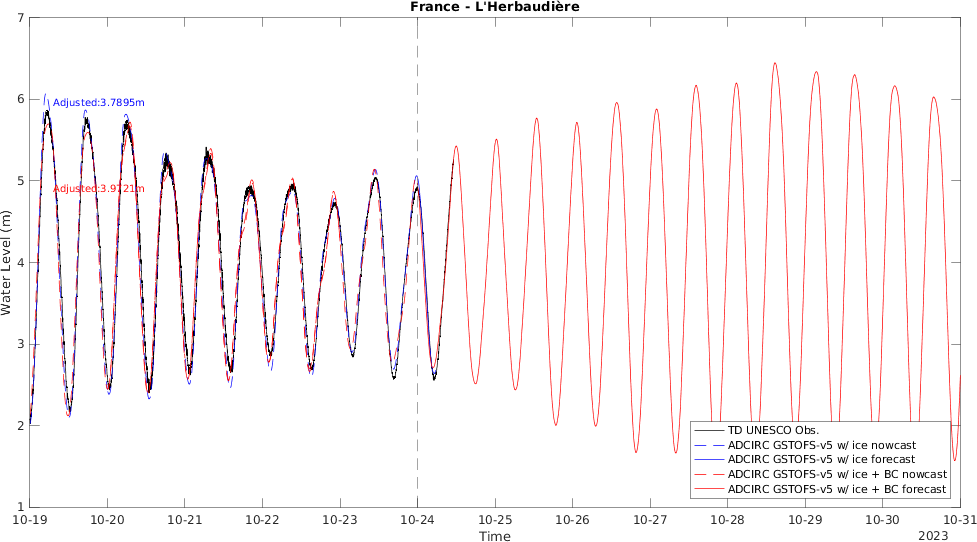 France - L'Herbaudière
7
6
5
4
3
2
1
Water Level (m)
Adjusted:3.7895m
Adjusted:3.9721m
TD UNESCO Obs.
ADCIRC GSTOFS-v5 w/ ice nowcast
ADCIRC GSTOFS-v5 w/ ice forecast
ADCIRC GSTOFS-v5 w/ ice + BC nowcast
ADCIRC GSTOFS-v5 w/ ice + BC forecast
10-19 10-20 10-21 10-22 10-23 10-24 10-25 10-26 10-27 10-28 10-29 10-30 10-31
Time
2023